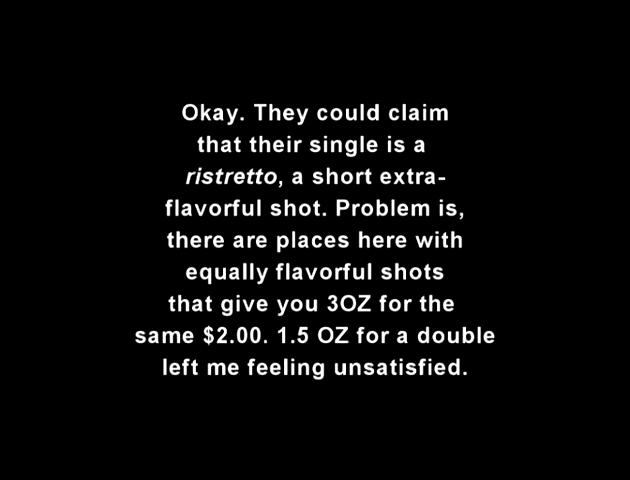 Okay. They could claim
that their single is a
ristretto, a short extra-
flavorful shot. Problem is,
there are places here with
equally flavorful shots
that give you 3OZ for the
same $2.00. 1.5 OZ for a double
left me feeling unsatisfied.